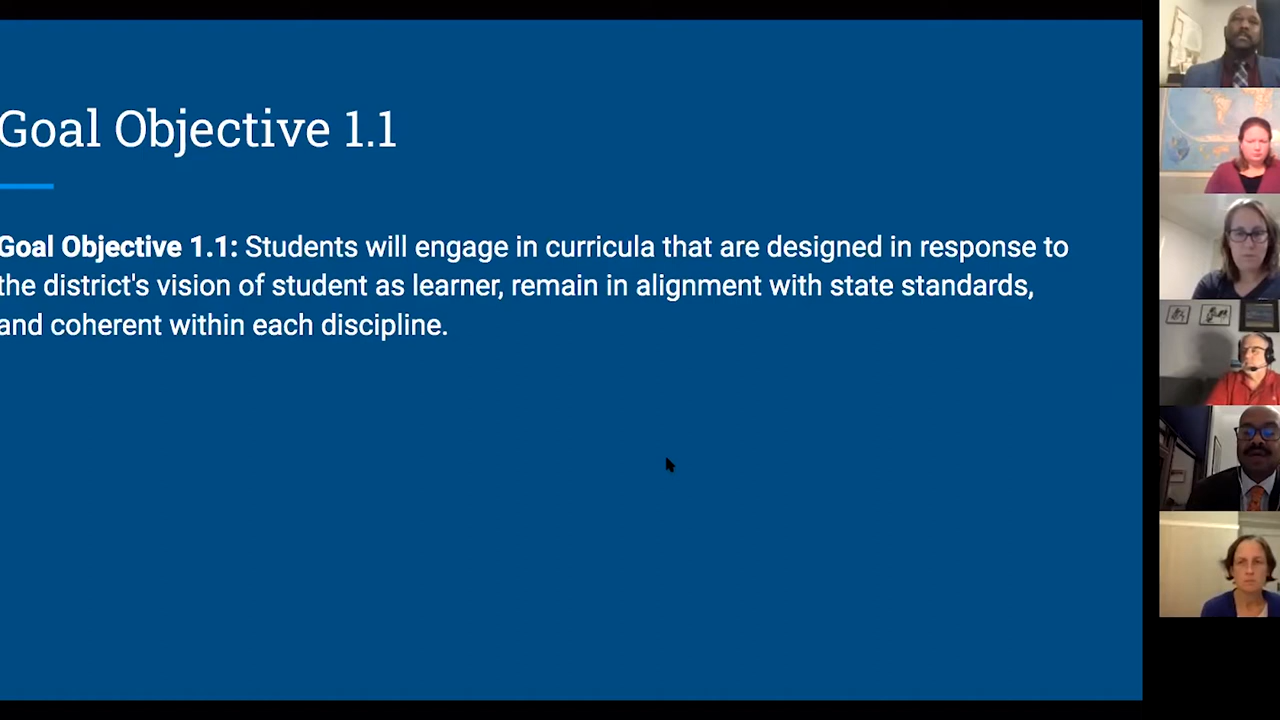 Goal Objective 1.1
Goal Objective 1.1: Students will engage in curricula that are designed in response to
the district's vision of student as learner, remain in alignment with state standards,
and coherent within each discipline.